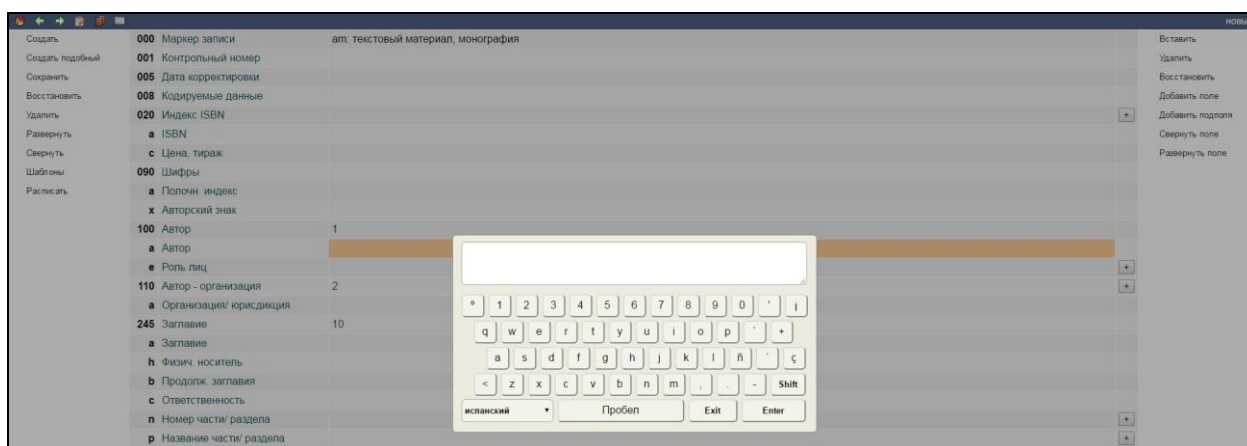 новы
Создать
Создать подобный
Сохранить
Восстановить
Удалить
Развернуть
Свернуть
Шаблоны
Расписать
000 Маркер записи am: текстовый материал, монография
001 Контрольный номер
005 Дата корректировки
008 Кодируемые данные
020 Индекс ISBN +
a ISBN
c Цена, тираж
090 Шифры
a Полочн. индекс
x Авторский знак
100 Автор 1
a Автор
e Роль лиц +
110 Автор - организация 2 +
a Организация/ юрисдикция
245 Заглавие 10
a Заглавие
h Физич. носитель
b Продолж. заглавия
c Ответственность
n Номер части/ раздела +
p Название части/ раздела +
º 1 2 3 4 5 6 7 8 9 0 ' ¡
q w e r t y u i o p ` +
a s d f g h j k l ñ ´ ç
< z x c v b n m , . - Shift
испанский Пробел Exit Enter
Вставить
Удалить
Восстановить
Добавить поле
Добавить подполя
Свернуть поле
Развернуть поле